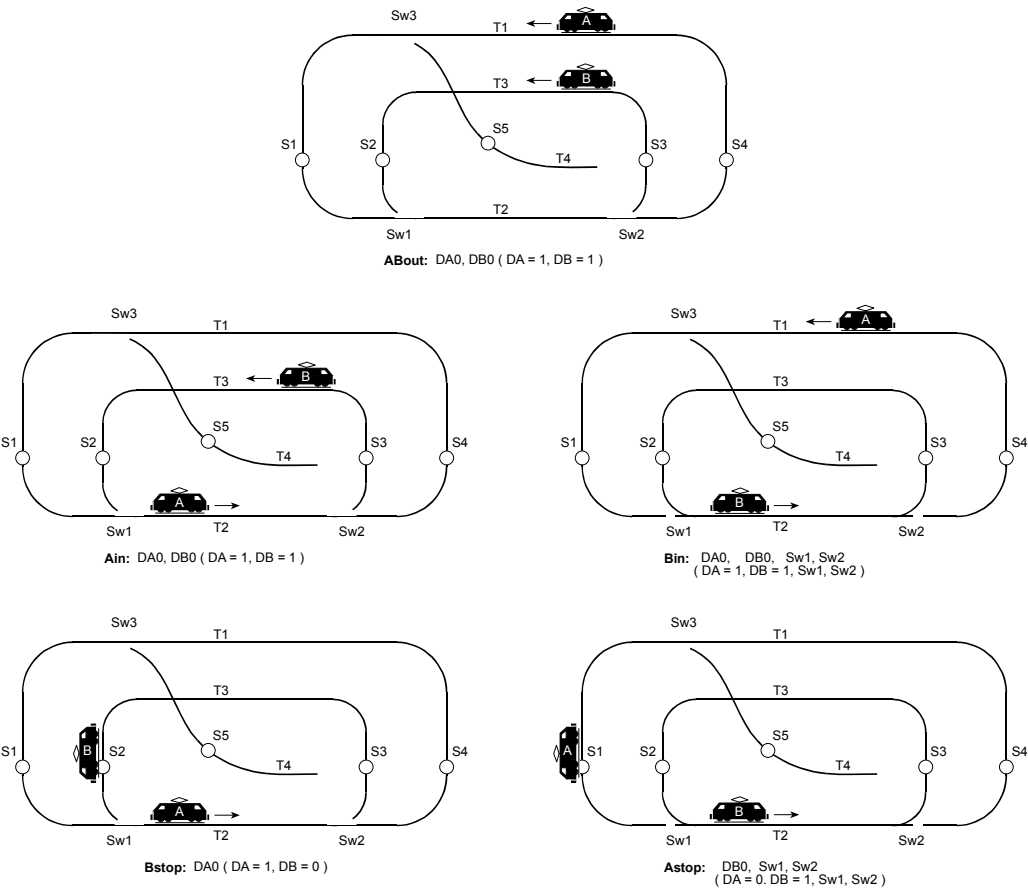 Sw3
T1
A
T3
B
S1
S2
S5
S3
S4
T4
T2
Sw1
Sw2
ABout: DA0, DB0 ( DA = 1, DB = 1 )
Sw3
T1
T3
B
S1
S2
S5
S3
S4
T4
A
T2
Sw1
Sw2
Ain: DA0, DB0 ( DA = 1, DB = 1 )
Sw3
T1
A
T3
S1
S2
S5
S3
S4
T4
B
T2
Sw1
Sw2
Bin: DA0, DB0, Sw1, Sw2
( DA = 1, DB = 1, Sw1, Sw2 )
Sw3
T1
T3
S1
B
S2
S5
S3
S4
T4
A
T2
Sw1
Sw2
Bstop: DA0 ( DA = 1, DB = 0 )
Sw3
T1
T3
A
S1
S2
S5
S3
S4
T4
B
T2
Sw1
Sw2
Astop: DB0, Sw1, Sw2
( DA = 0. DB = 1, Sw1, Sw2 )